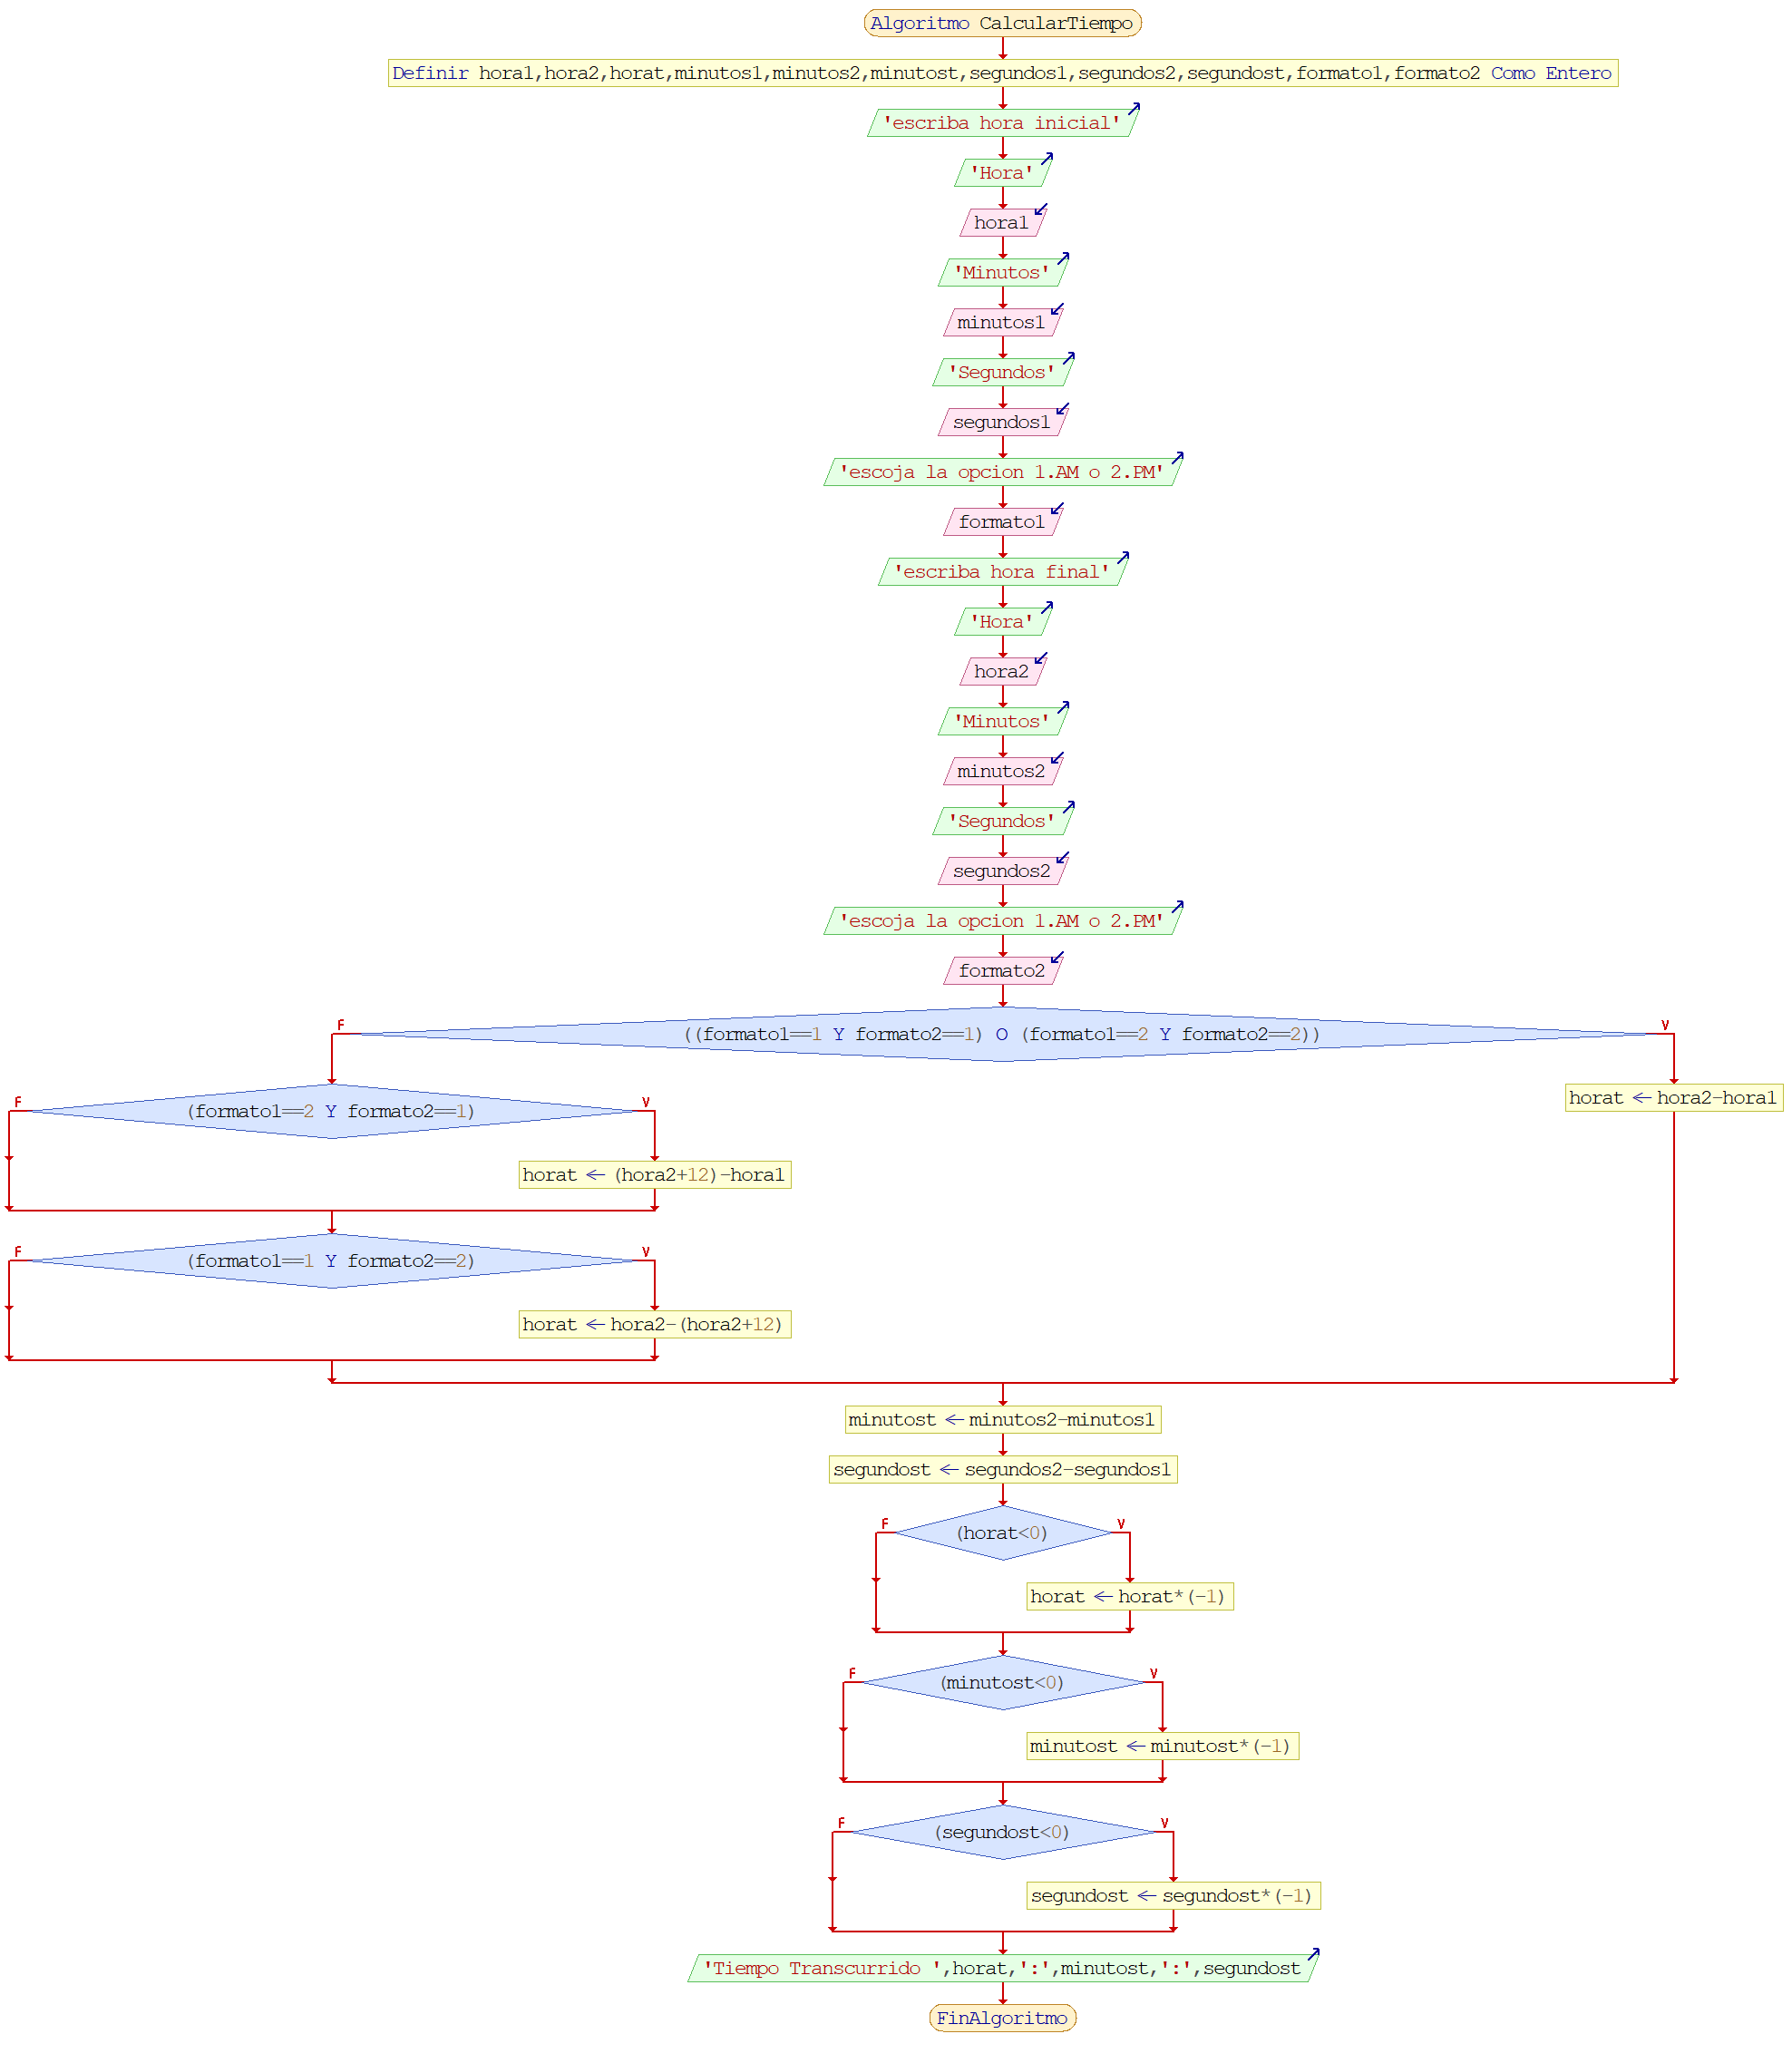 Algoritmo CalcularTiempo
Definir hora1,hora2,horat,minutos1,minutos2,minutost,segundos1,segundos2,segundost,formato1,formato2 Como Entero
'escriba hora inicial'
'Hora'
hora1
'Minutos'
minutos1
'Segundos'
segundos1
'escoja la opcion 1.AM o 2.PM'
formato1
'escriba hora final'
'Hora'
hora2
'Minutos'
minutos2
'Segundos'
segundos2
'escoja la opcion 1.AM o 2.PM'
formato2
F
((formato1==1 Y formato2==1) O (formato1==2 Y formato2==2))
V
F
(formato1==2 Y formato2==1)
V
horat ← hora2-hora1
horat ← (hora2+12)-hora1
F
(formato1==1 Y formato2==2)
V
horat ← hora2-(hora2+12)
minutost ← minutos2-minutos1
segundost ← segundos2-segundos1
F
(horat<0)
V
horat ← horat*(-1)
F
(minutost<0)
V
minutost ← minutost*(-1)
F
(segundost<0)
V
segundost ← segundost*(-1)
'Tiempo Transcurrido ',horat,':',minutost,':',segundost
FinAlgoritmo